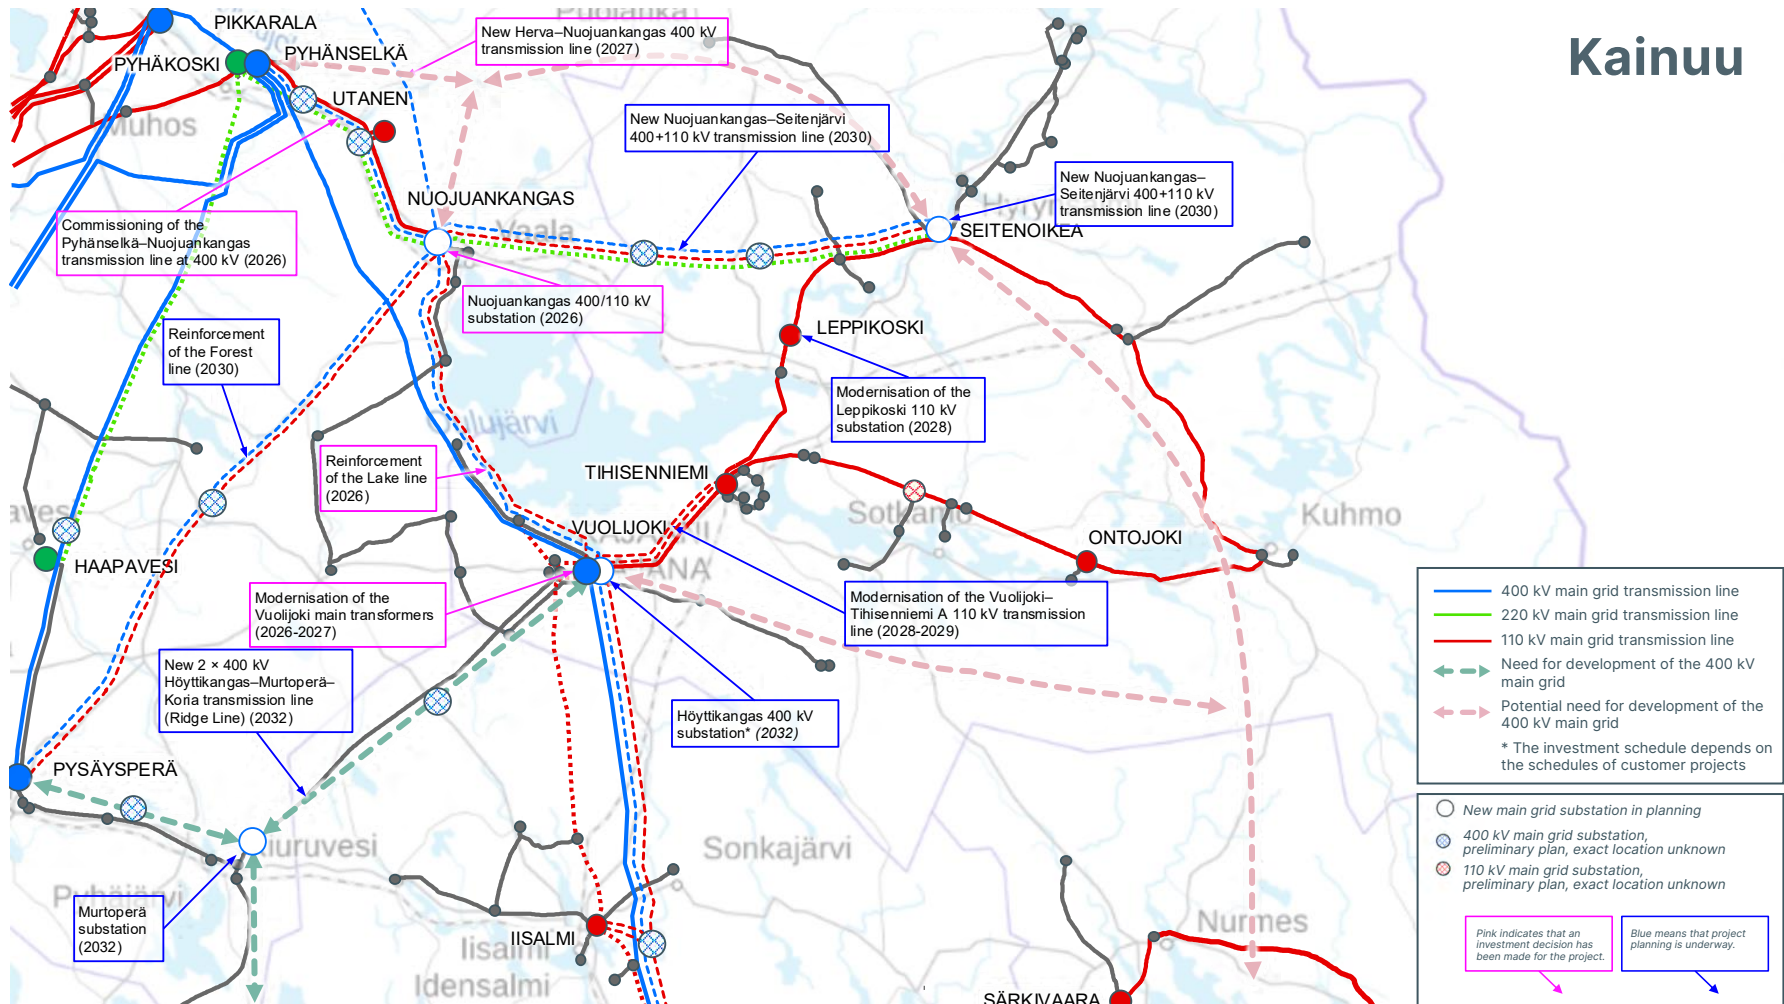 Kainuu
PIKKARALA
Puolanka
PYHÄKOSKI
PYHÄNSELKÄ
New Herva–Nuojuankangas 400 kV
transmission line (2027)
UTANEN
Muhos
New Nuojuankangas–Seitenjärvi
400+110 kV transmission line (2030)
New Nuojuankangas–
Seitenjärvi 400+110 kV
transmission line (2030)
NUOJUANKANGAS
Vaala
SEITENOIKEA
Commissioning of the
Pyhänselkä–Nuojuankangas
transmission line at 400 kV (2026)
Nuojuankangas 400/110 kV
substation (2026)
Reinforcement
of the Forest
line (2030)
LEPPIKOSKI
Modernisation of the
Leppikoski 110 kV
substation (2028)
Oulujärvi
Reinforcement
of the Lake line
(2026)
TIHISENNIEMI
VUOLIJOKI
Sotkamo
Kuhmo
ONTOJOKI
HAAPAVESI
Modernisation of the
Vuolijoki main transformers
(2026-2027)
Modernisation of the Vuolijoki–
Tihisenniemi A 110 kV transmission
line (2028-2029)
New 2 × 400 kV
Höyttikangas–Murtoperä–
Koria transmission line
(Ridge Line) (2032)
Höyttikangas 400 kV
substation* (2032)
PYSÄYSPERÄ
Murtoperä
substation
(2032)
Pyhäjärvi
Sonkajärvi
IISALMI
Iisalmi
Idensalmi
Nurmes
SÄRKIVAARA
400 kV main grid transmission line
220 kV main grid transmission line
110 kV main grid transmission line
Need for development of the 400 kV
main grid
Potential need for development of the
400 kV main grid
* The investment schedule depends on
the schedules of customer projects
New main grid substation in planning
400 kV main grid substation,
preliminary plan, exact location unknown
110 kV main grid substation,
preliminary plan, exact location unknown
Pink indicates that an
investment decision has
been made for the project.
Blue means that project
planning is underway.